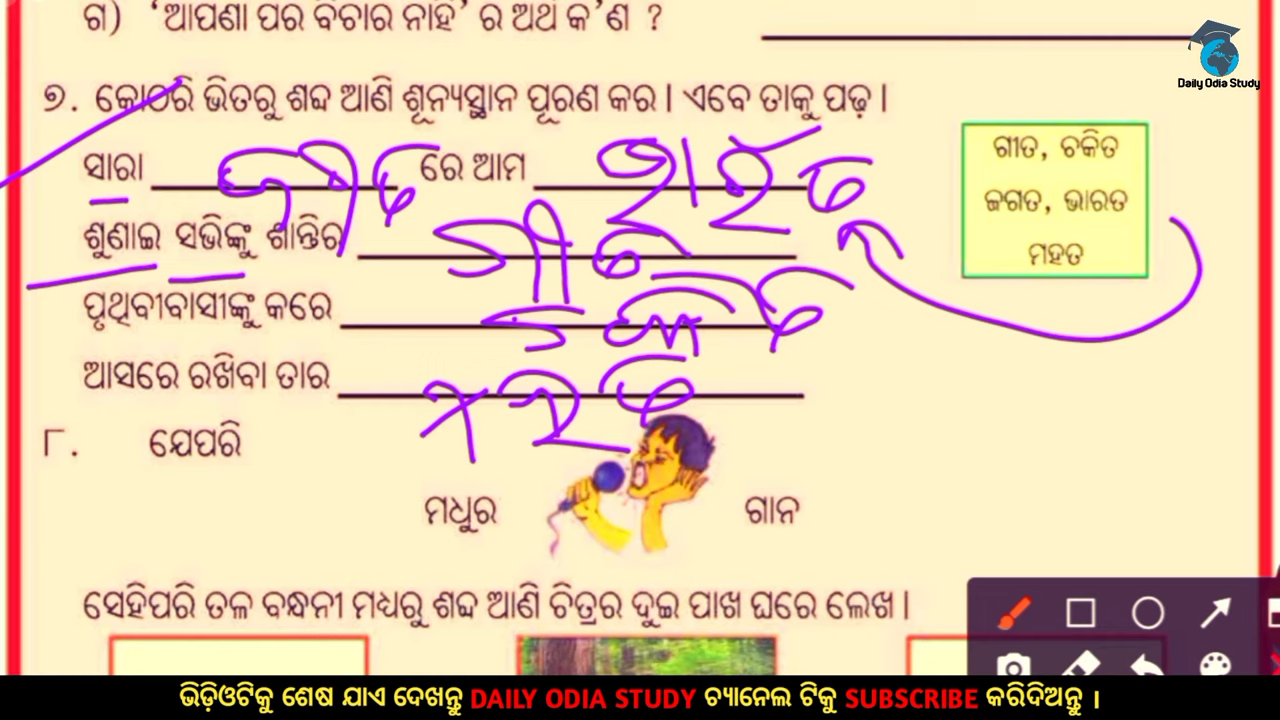 ଗ) 'ଆପଣା ପର ବିଚାର ନାହିଁ' ର ଅର୍ଥ କ'ଣ ?
Daily Odia Study
୭. କୋଠରି ଭିତରୁ ଶବ୍ଦ ଆଣି ଶୂନ୍ୟସ୍ଥାନ ପୂରଣ କର । ଏବେ ତାକୁ ପଢ଼ ।
ଗୀତ, ଚକିତ
ଜଗତ, ଭାରତ
ମହତ
ସାରା ଜଗତ ରେ ଆମ ଭାରତ
ଶୁଣାଇ ସଭିଙ୍କୁ ଶାନ୍ତିର ଗୀତ
ପୃଥିବୀବାସୀଙ୍କୁ କରେ ଚକିତ
ଆସରେ ରଖିବା ତାର ମହତ
୮. ଯେପରି
ମଧୁର ଗାନ
ସେହିପରି ତଳ ବନ୍ଧନୀ ମଧ୍ୟରୁ ଶବ୍ଦ ଆଣି ଚିତ୍ରର ଦୁଇ ପାଖ ଘରେ ଲେଖ ।
ଭିଡ଼ିଓଟିକୁ ଶେଷ ଯାଏ ଦେଖନ୍ତୁ DAILY ODIA STUDY ଚ୍ୟାନେଲ ଟିକୁ SUBSCRIBE କରିଦିଅନ୍ତୁ ।